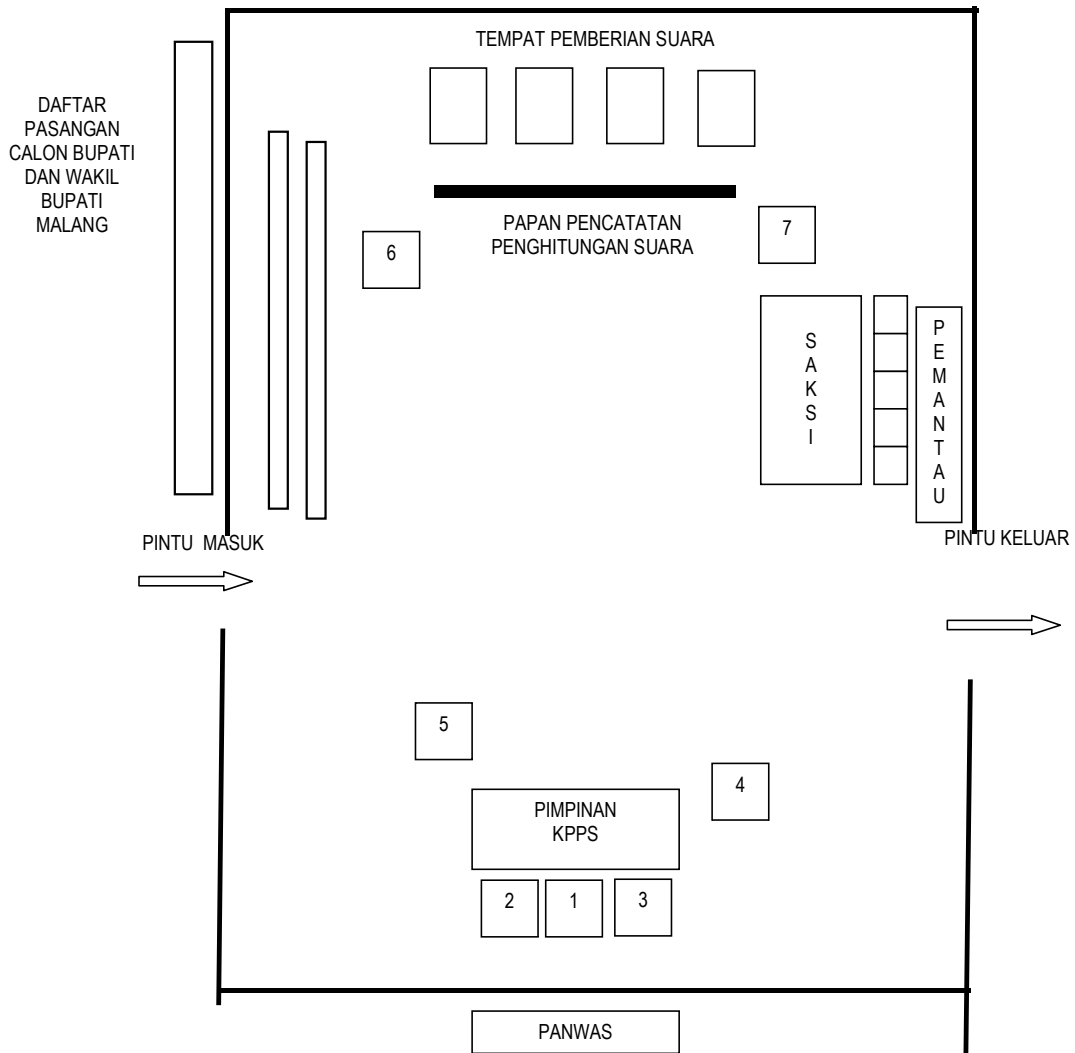 TEMPAT PEMBERIAN SUARA
DAFTAR
PASANGAN
CALON BUPATI
DAN WAKIL
BUPATI
MALANG
PAPAN PENCATATAN
PENGHITUNGAN SUARA
6
7
S
A
K
S
I
P
E
M
A
N
T
A
U
PINTU MASUK
PINTU KELUAR
5
4
PIMPINAN
KPPS
2
1
3
PANWAS